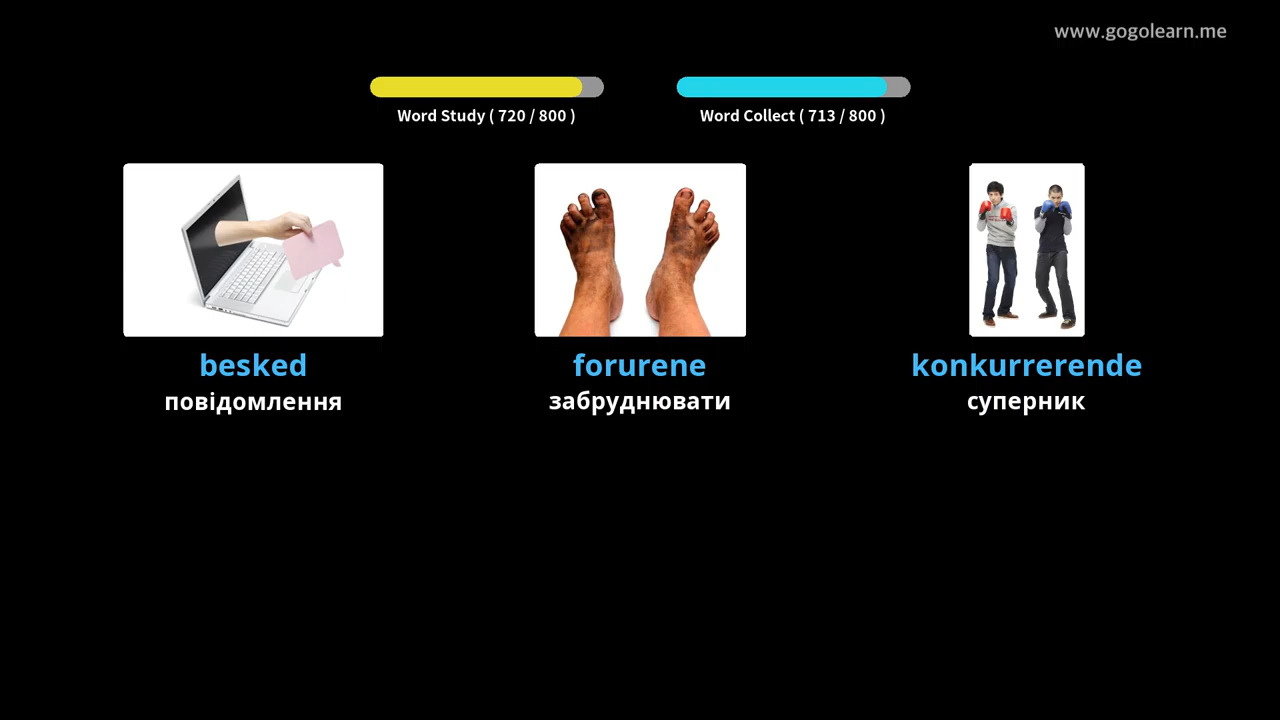 www.gogolearn.me
Word Study ( 720 / 800 )
Word Collect ( 713 / 800 )
besked
forurene
konkurrerende
повідомлення
забруднювати
суперник